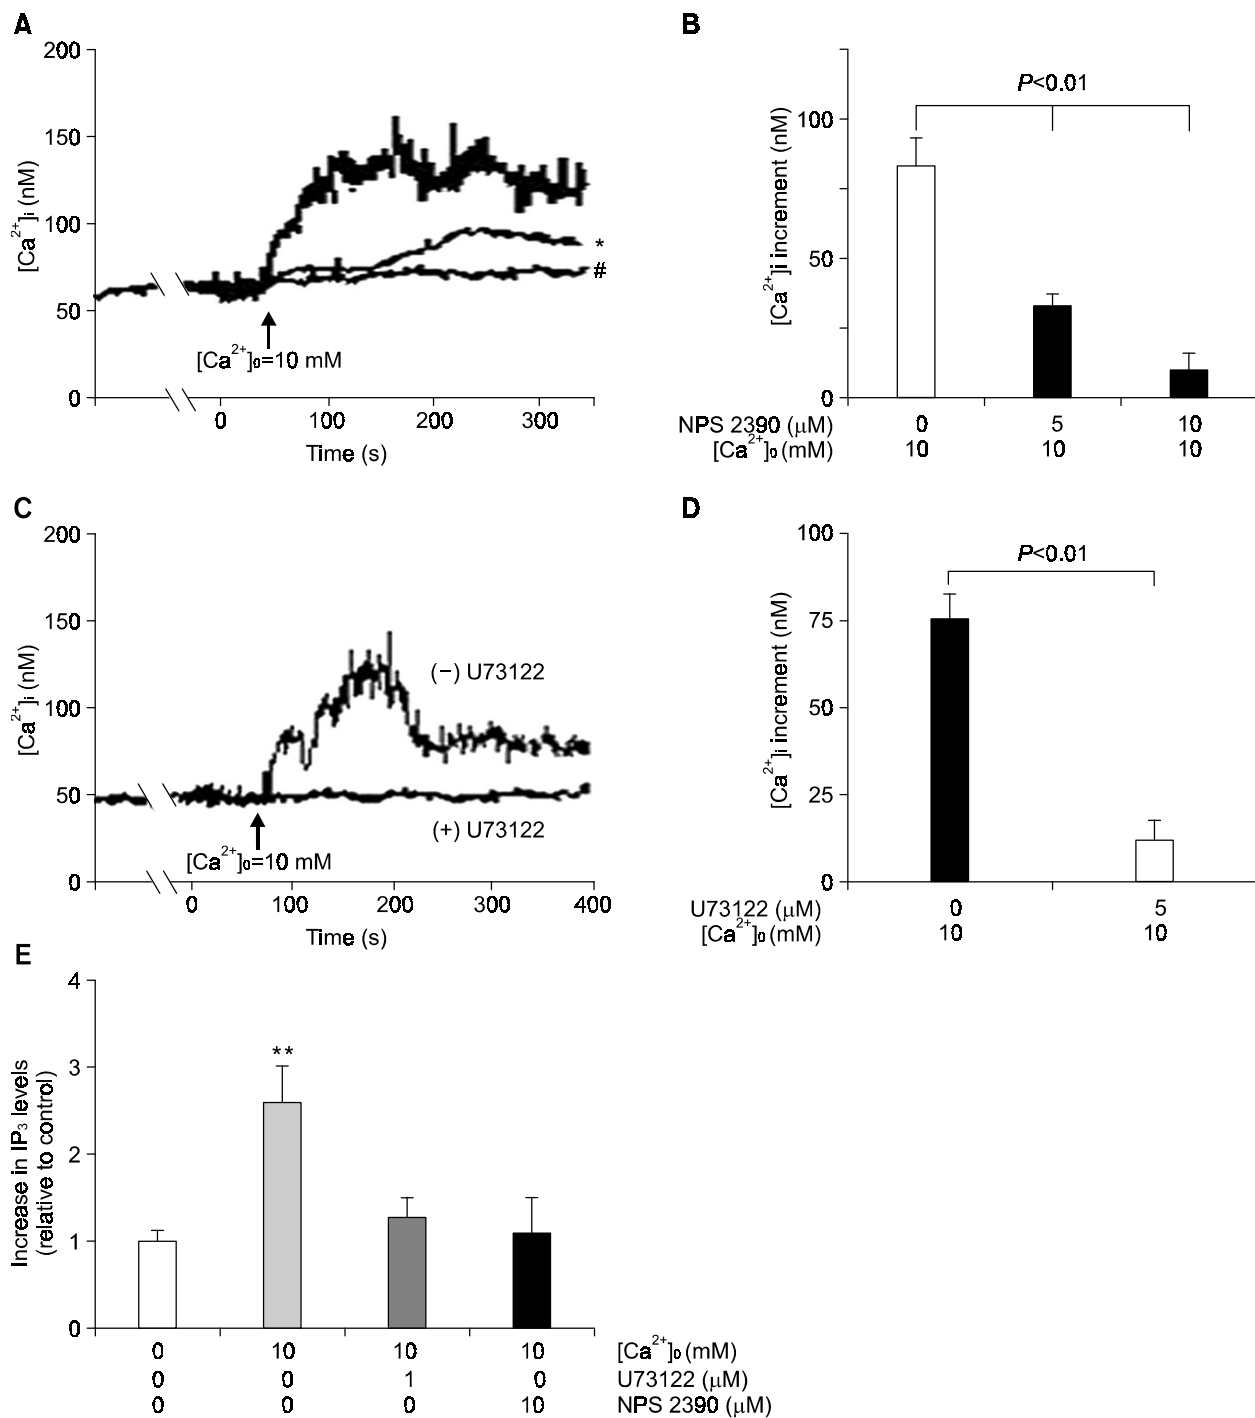 A
200
150
100
50
0
[Ca2+]i (nM)
*
#
[Ca2+]0=10 mM
0 100 200 300
Time (s)
B
P<0.01
100
50
0
[Ca2+]i increment (nM)
NPS 2390 (μM) 0 5 10
[Ca2+]0 (mM) 10 10 10
C
200
150
100
50
0
[Ca2+]i (nM)
(−) U73122
(+) U73122
[Ca2+]0=10 mM
0 100 200 300 400
Time (s)
D
P<0.01
100
75
50
25
0
[Ca2+]i increment (nM)
U73122 (μM) 0 5
[Ca2+]0 (mM) 10 10
E
4
3
2
1
0
Increase in IP3 levels
(relative to control)
**
0 10 10 10 [Ca2+]0 (mM)
0 0 1 0 U73122 (μM)
0 0 0 10 NPS 2390 (μM)